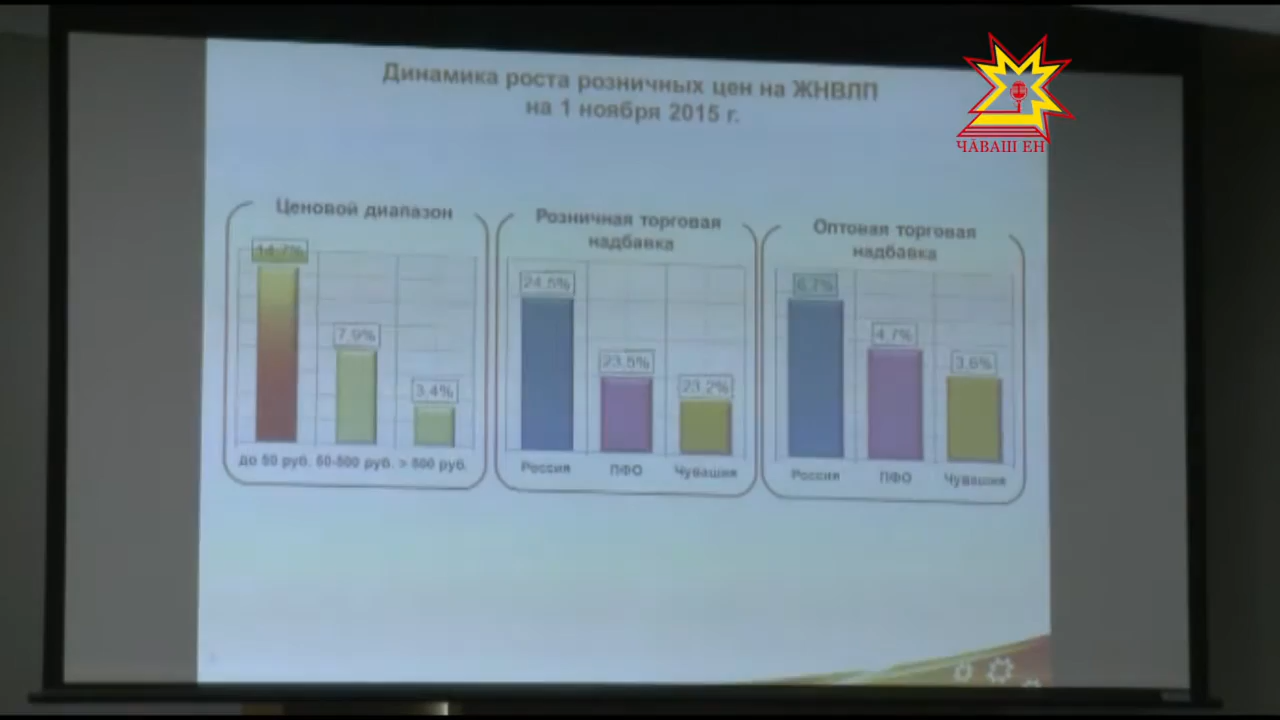 Динамика роста розничных цен на ЖНВЛП
на 1 ноября 2015 г.
ЧĂВАШ ЕН
Ценовой диапазон
14.7%
7.9%
3.4%
до 50 руб. 50-500 руб. > 500 руб.
Розничная торговая
надбавка
24.5%
23.5%
23.2%
Россия ПФО Чувашия
Оптовая торговая
надбавка
4.7%
3.6%
Россия ПФО Чувашия